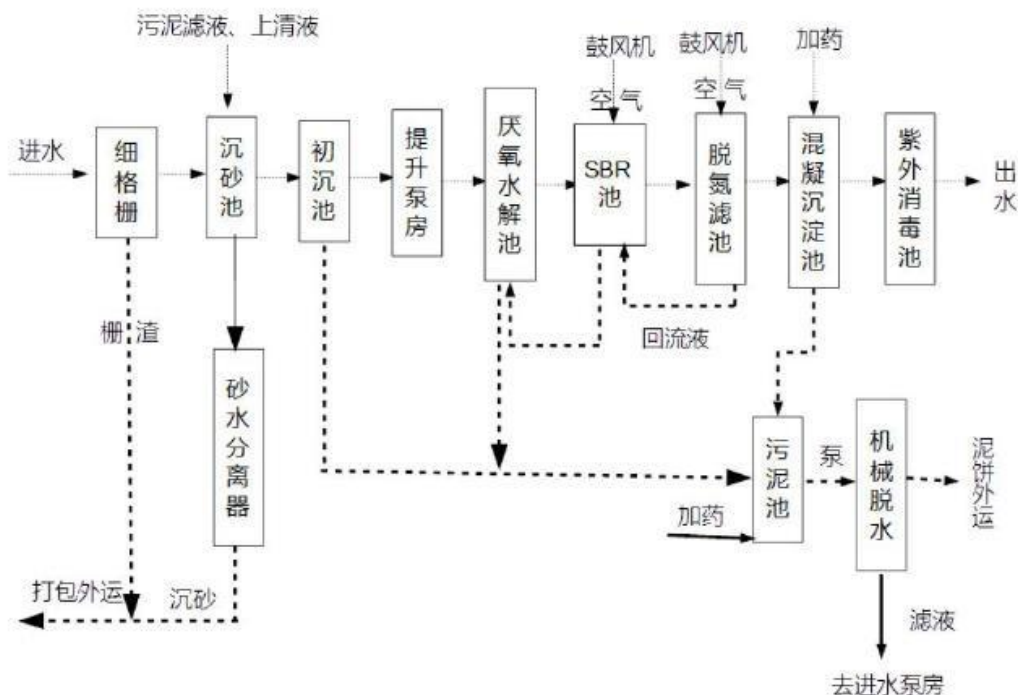 污泥滤液、上清液
鼓风机
鼓风机
加药
空气
空气
进水
细格栅
沉砂池
初沉池
提升泵房
厌氧水解池
SBR
池
脱氮滤池
混凝沉淀池
紫外消毒池
出水
栅渣
回流液
砂水分离器
污泥池
泵
机械脱水
泥饼外运
加药
打包外运
沉砂
滤液
去进水泵房